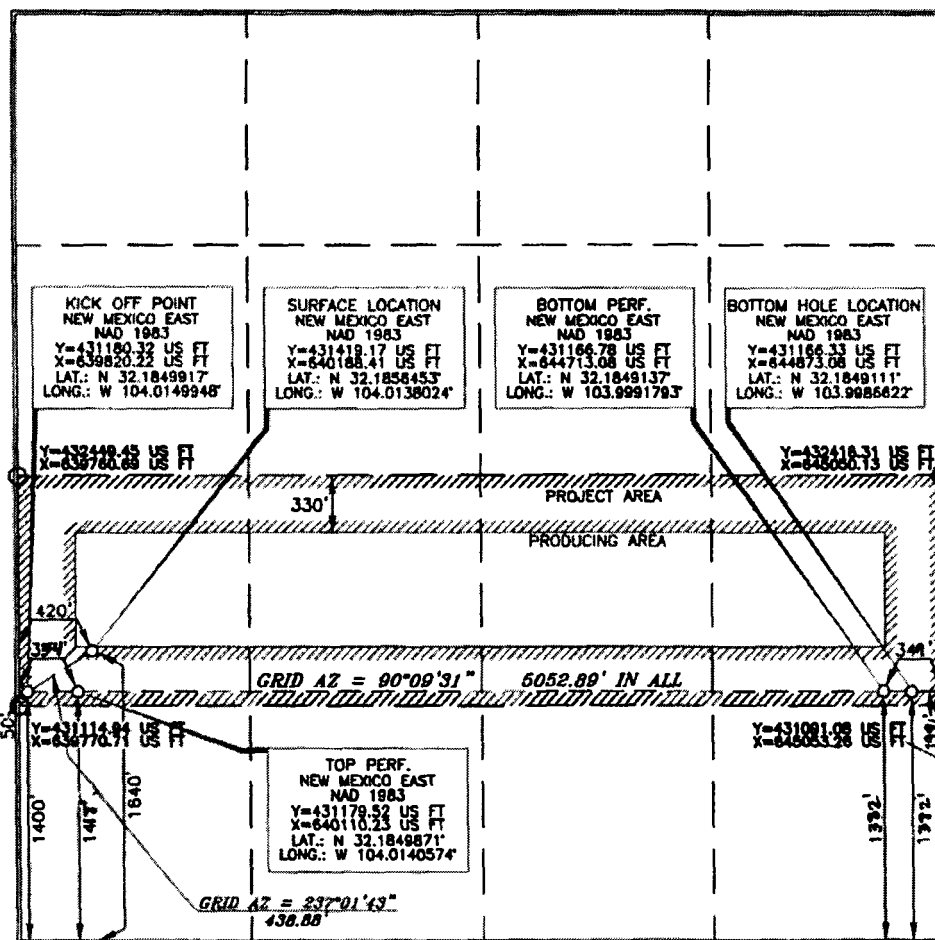 KICK OFF POINT
NEW MEXICO EAST
NAD 1983
Y=431180.32 US FT
X=639820.22 US FT
LAT.: N 32.1849917°
LONG.: W 104.0149948°
SURFACE LOCATION
NEW MEXICO EAST
NAD 1983
Y=431419.17 US FT
X=640188.41 US FT
LAT.: N 32.1856453°
LONG.: W 104.0138024°
BOTTOM PERF.
NEW MEXICO EAST
NAD 1983
Y=431166.78 US FT
X=644713.08 US FT
LAT.: N 32.1849137°
LONG.: W 103.9991793°
BOTTOM HOLE LOCATION
NEW MEXICO EAST
NAD 1983
Y=431166.33 US FT
X=644873.08 US FT
LAT.: N 32.1849111°
LONG.: W 103.9986622°
Y=432449.45 US FT
X=639760.69 US FT
Y=432418.31 US FT
X=645050.13 US FT
330'
PROJECT AREA
PRODUCING AREA
420'
GRID AZ = 90°09'31" 5052.89' IN ALL
50'
Y=431114.94 US FT
X=639770.71 US FT
Y=431091.08 US FT
X=645053.26 US FT
TOP PERF.
NEW MEXICO EAST
NAD 1983
Y=431179.52 US FT
X=640110.23 US FT
LAT.: N 32.1849871°
LONG.: W 104.0140574°
1400'
1640'
GRID AZ = 237°01'43"
438.88'